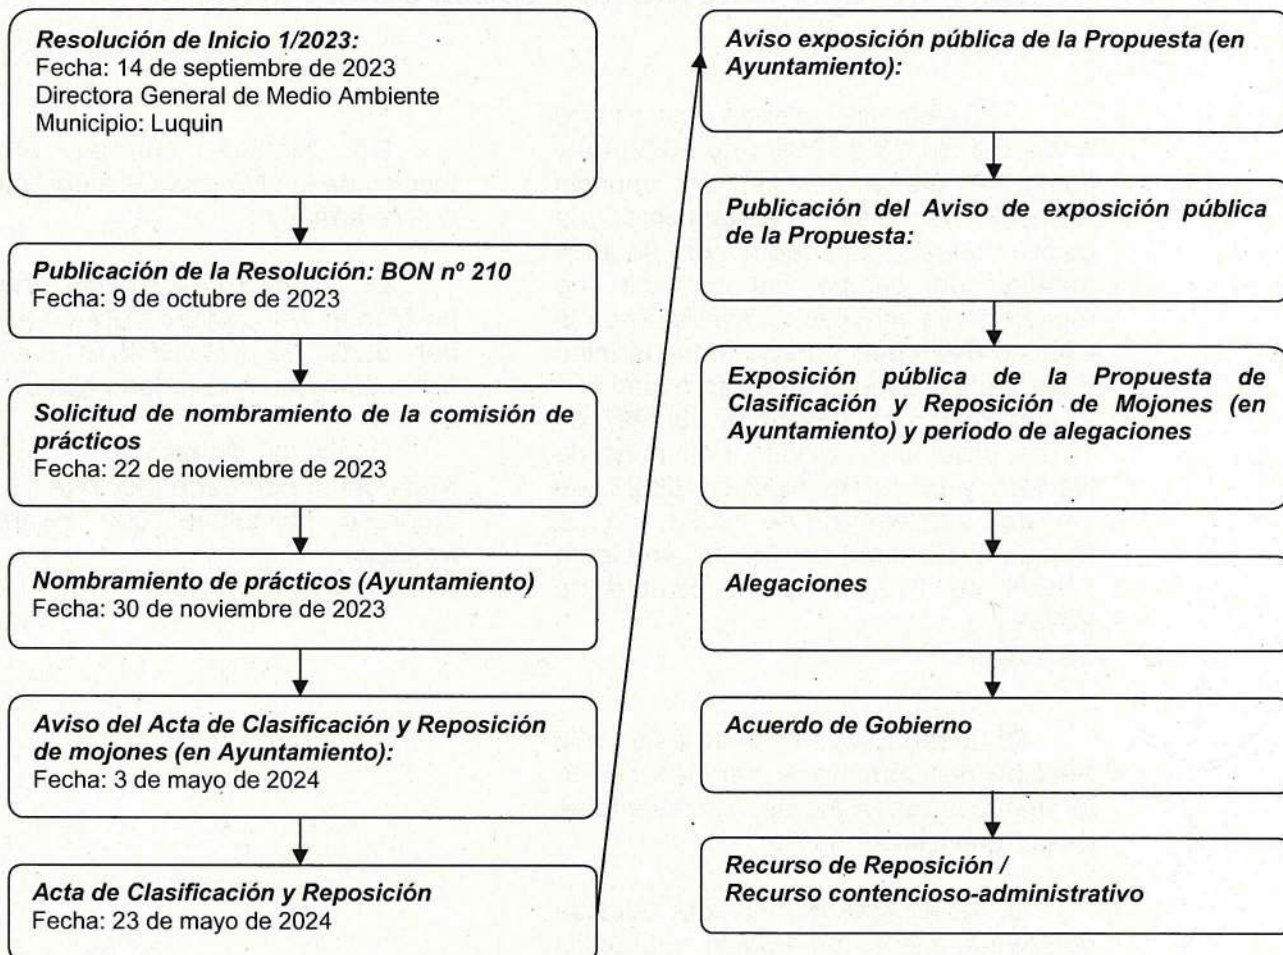 Resolución de Inicio 1/2023:
Fecha: 14 de septiembre de 2023
Directora General de Medio Ambiente
Municipio: Luquin
Publicación de la Resolución: BON nº 210
Fecha: 9 de octubre de 2023
Solicitud de nombramiento de la comisión de
prácticos
Fecha: 22 de noviembre de 2023
Nombramiento de prácticos (Ayuntamiento)
Fecha: 30 de noviembre de 2023
Aviso del Acta de Clasificación y Reposición
de mojones (en Ayuntamiento):
Fecha: 3 de mayo de 2024
Acta de Clasificación y Reposición
Fecha: 23 de mayo de 2024
Aviso exposición pública de la Propuesta (en
Ayuntamiento):
Publicación del Aviso de exposición pública
de la Propuesta:
Exposición pública de la Propuesta de
Clasificación y Reposición de Mojones (en
Ayuntamiento) y periodo de alegaciones
Alegaciones
Acuerdo de Gobierno
Recurso de Reposición /
Recurso contencioso-administrativo